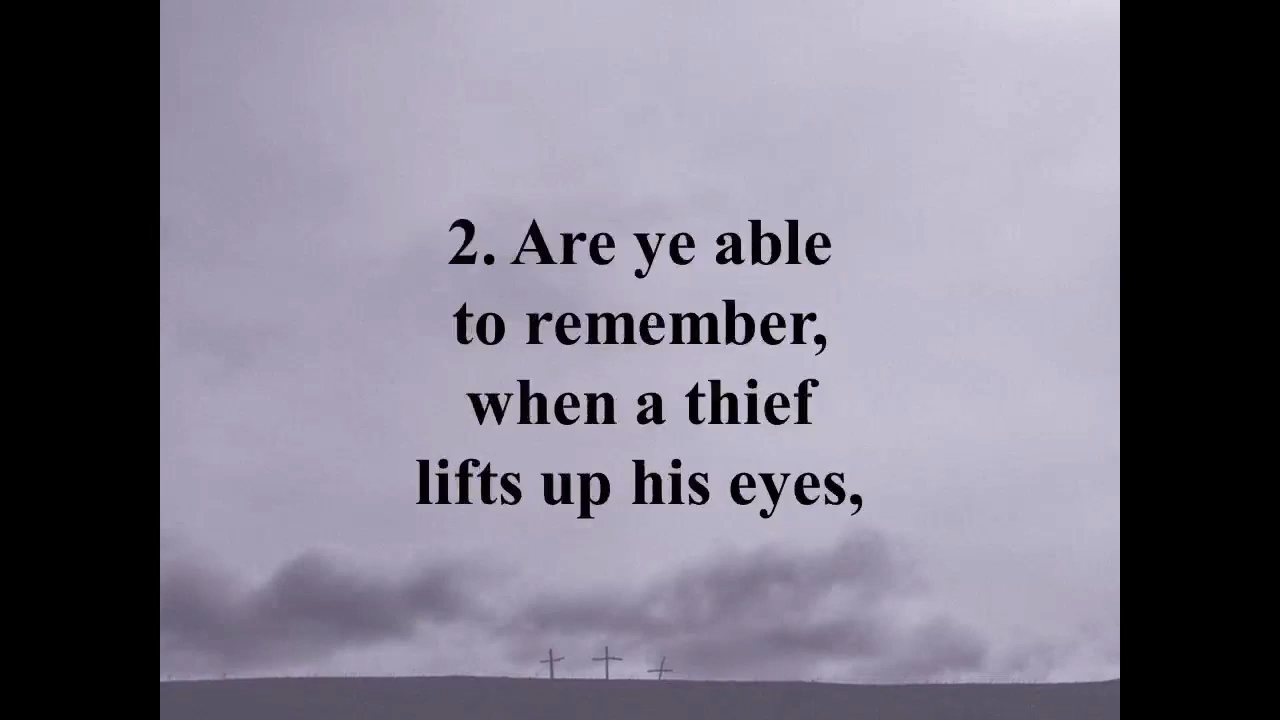 2. Are ye able
to remember,
when a thief
lifts up his eyes,